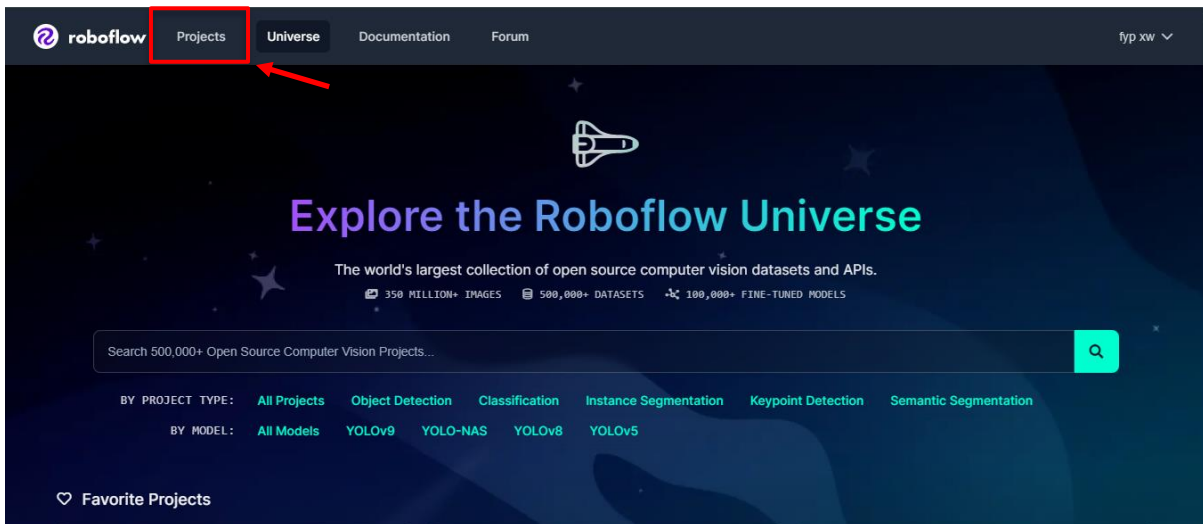 roboflow Projects Universe Documentation Forum fyp xw
Explore the Roboflow Universe
The world's largest collection of open source computer vision datasets and APIs.
350 MILLION+ IMAGES 500,000+ DATASETS 100,000+ FINE-TUNED MODELS
Search 500,000+ Open Source Computer Vision Projects...
BY PROJECT TYPE: All Projects Object Detection Classification Instance Segmentation Keypoint Detection Semantic Segmentation
BY MODEL: All Models YOLOv9 YOLO-NAS YOLOv8 YOLOv5
Favorite Projects